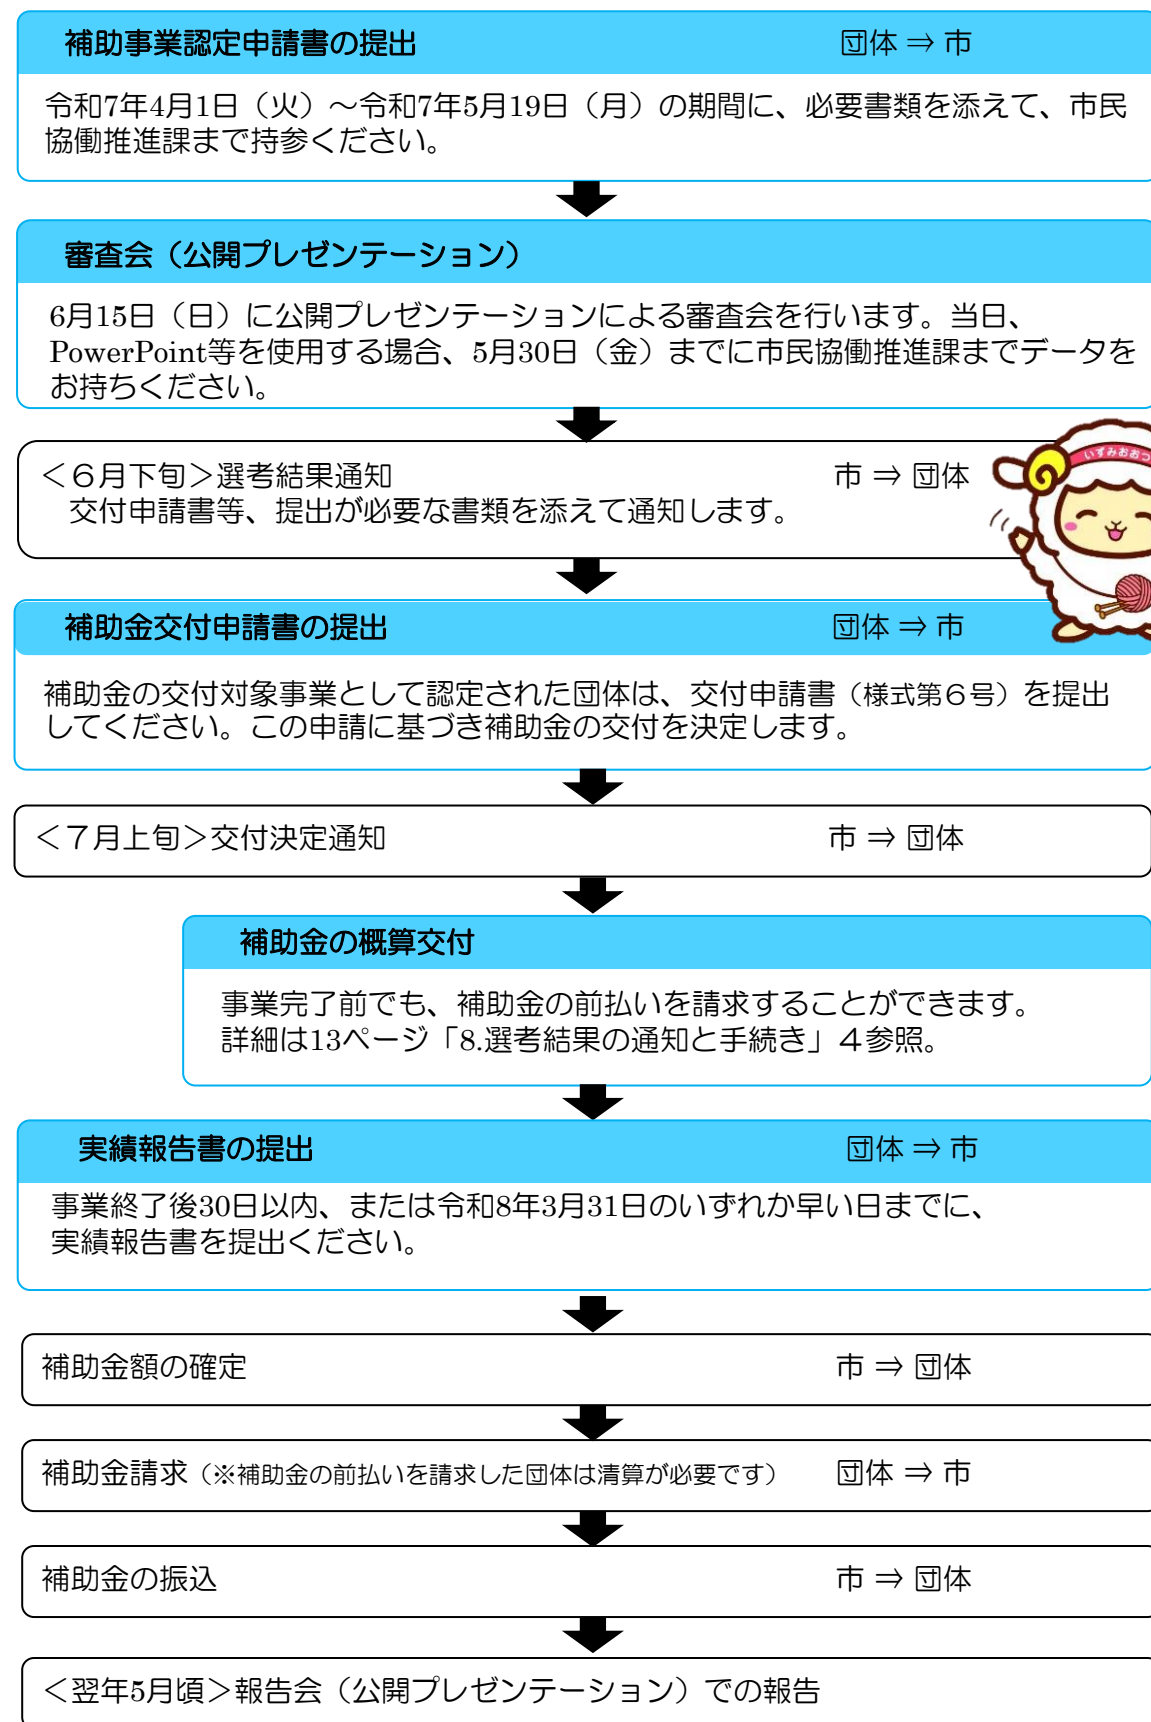 補助事業認定申請書の提出 団体 ⇒ 市
令和7年4月1日（火）～令和7年5月19日（月）の期間に、必要書類を添えて、市民
協働推進課まで持参ください。
審査会（公開プレゼンテーション）
6月15日（日）に公開プレゼンテーションによる審査会を行います。当日、
PowerPoint等を使用する場合、5月30日（金）までに市民協働推進課までデータを
お持ちください。
＜６月下旬＞選考結果通知 市 ⇒ 団体
交付申請書等、提出が必要な書類を添えて通知します。
いずみおおつ
補助金交付申請書の提出 団体 ⇒ 市
補助金の交付対象事業として認定された団体は、交付申請書（様式第６号）を提出
してください。この申請に基づき補助金の交付を決定します。
＜７月上旬＞交付決定通知 市 ⇒ 団体
補助金の概算交付
事業完了前でも、補助金の前払いを請求することができます。
詳細は13ページ「8.選考結果の通知と手続き」４参照。
実績報告書の提出 団体 ⇒ 市
事業終了後30日以内、または令和8年3月31日のいずれか早い日までに、
実績報告書を提出ください。
補助金額の確定 市 ⇒ 団体
補助金請求（※補助金の前払いを請求した団体は清算が必要です） 団体 ⇒ 市
補助金の振込 市 ⇒ 団体
＜翌年5月頃＞報告会（公開プレゼンテーション）での報告